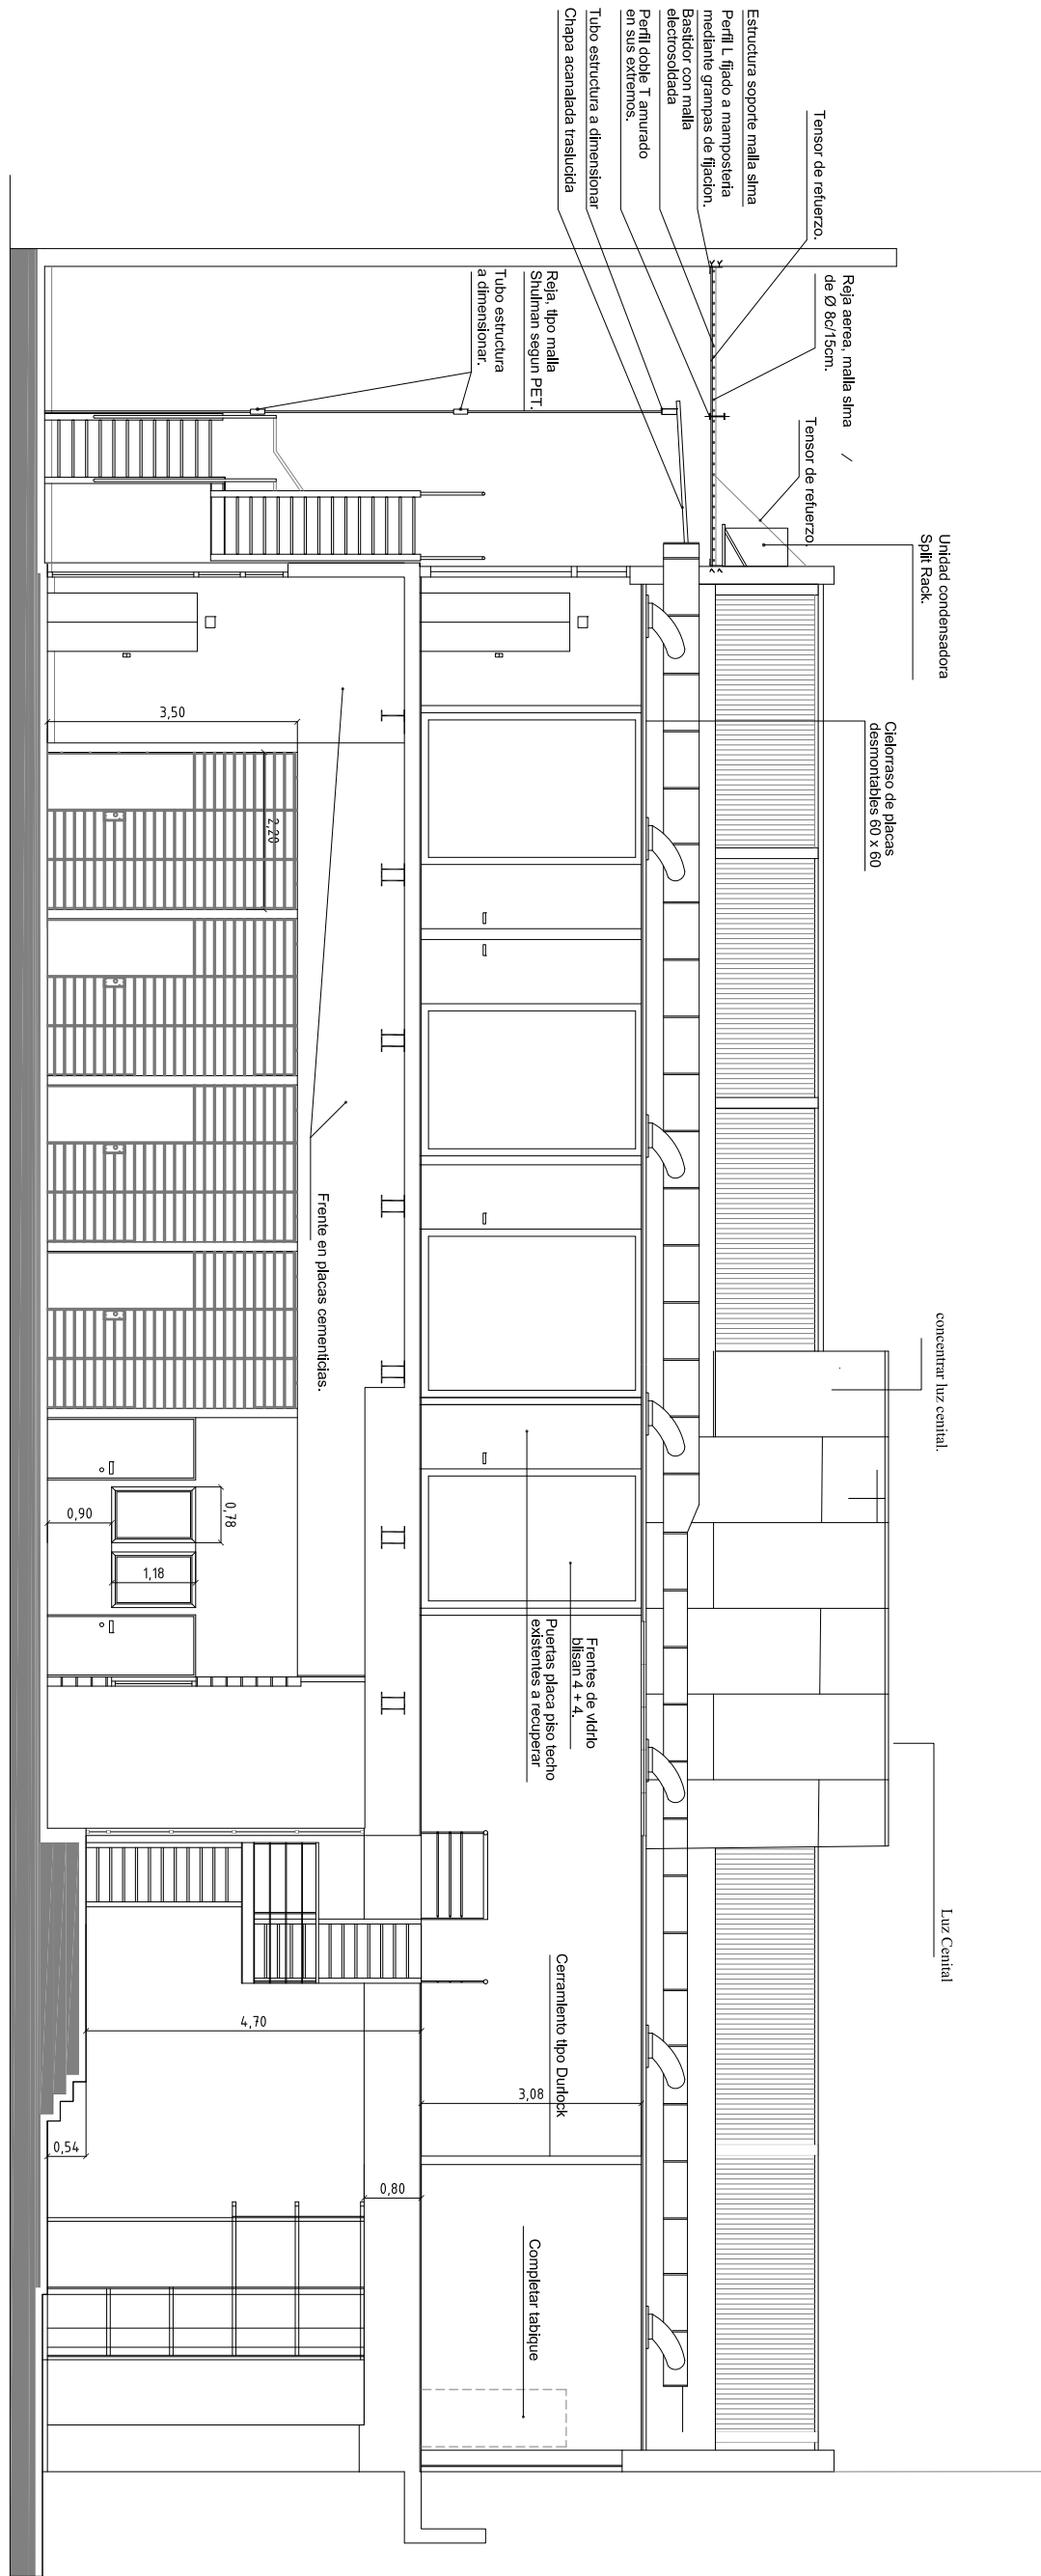 Estructura soporte malla sima
Perfil L fijado a mamposteria
mediante grampas de fijacion.
Bastidor con malla
electrosoldada
Perfil doble T amurado
en sus extremos.
Tubo estructura a dimensionar
Chapa acanalada traslucida
Tensor de refuerzo.
Reja aerea, malla sima /
de Ø 8c/15cm.
Tensor de refuerzo.
Unidad condensadora
Split Rack.
Reja, tipo malla
Shulman segun PET.
Tubo estructura
a dimensionar.
Cielorraso de placas
desmontables 60 x 60
concentrar luz cenital.
Luz Cenital
3,50
2,20
Frente en placas cementicias.
0,90
0,78
1,18
Frentes de vidrio
blisan 4 + 4.
Puertas placa piso techo
existentes a recuperar
Cerramiento tipo Durlock
4,70
3,08
0,54
0,80
Completar tabique